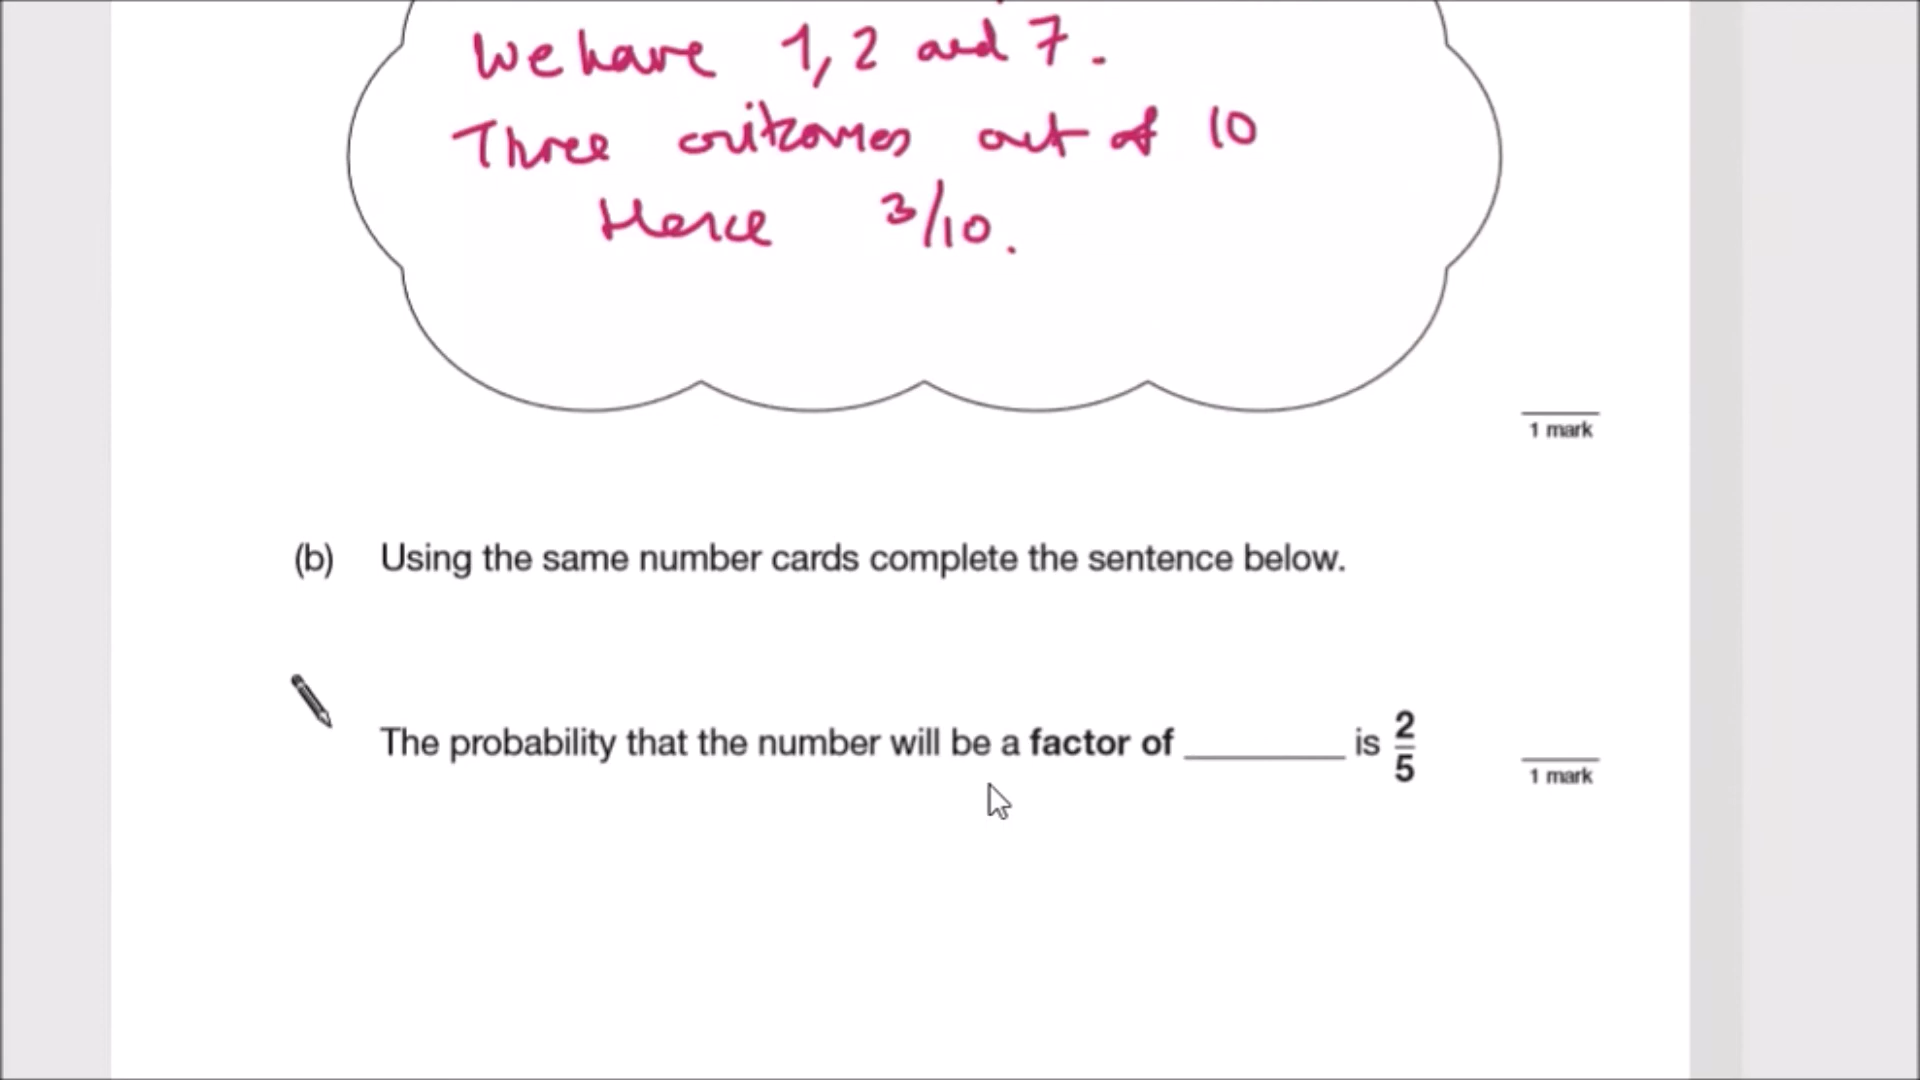 We have 1, 2 and 7.
Three outcomes out of 10
Hence 3/10.
1 mark
(b) Using the same number cards complete the sentence below.
The probability that the number will be a factor of ________ is 2/5
1 mark